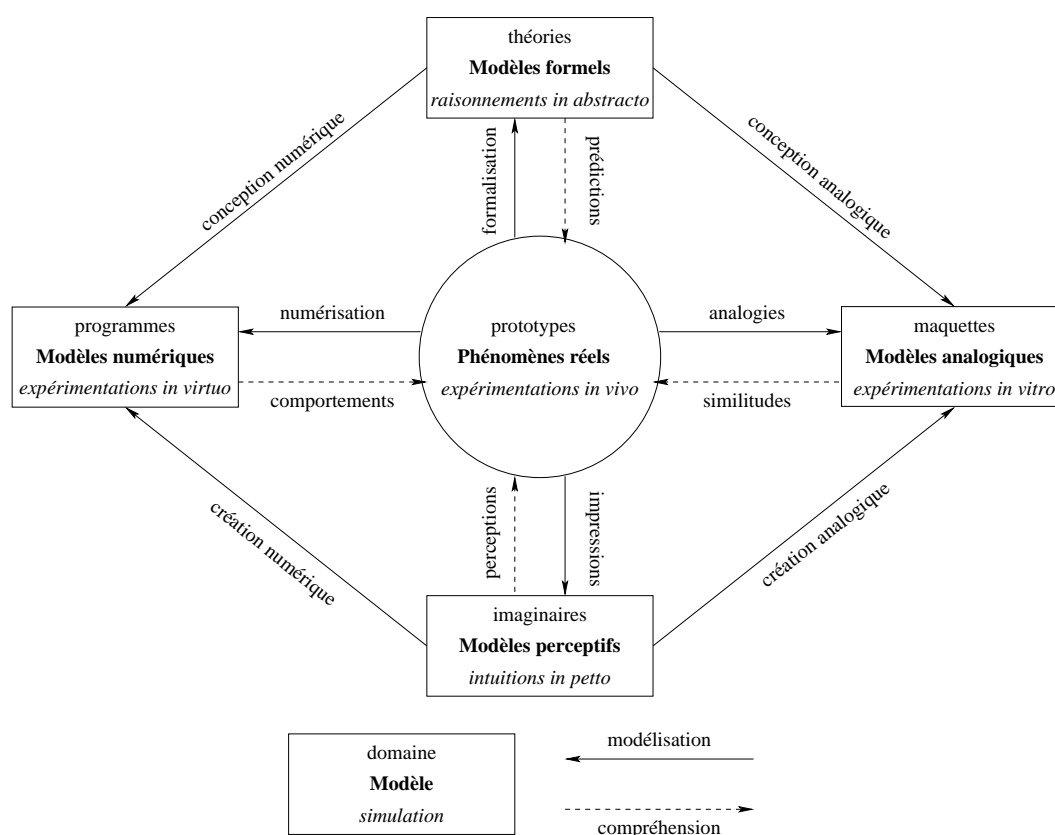 théories
Modèles formels
raisonnements in abstracto
conception numérique
formalisation
prédictions
conception analogique
programmes
Modèles numériques
expérimentations in virtuo
numérisation
comportements
prototypes
Phénomènes réels
expérimentations in vivo
analogies
similitudes
maquettes
Modèles analogiques
expérimentations in vitro
création numérique
perceptions
impressions
création analogique
imaginaires
Modèles perceptifs
intuitions in petto
domaine
Modèle
simulation
modélisation
compréhension